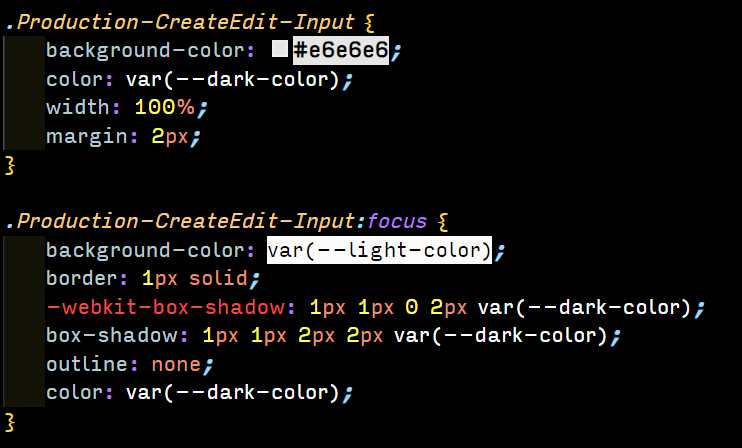 .Production-CreateEdit-Input {
background-color: #e6e6e6;
color: var(--dark-color);
width: 100%;
margin: 2px;
}
.Production-CreateEdit-Input:focus {
background-color: var(--light-color);
border: 1px solid;
-webkit-box-shadow: 1px 1px 0 2px var(--dark-color);
box-shadow: 1px 1px 2px 2px var(--dark-color);
outline: none;
color: var(--dark-color);
}